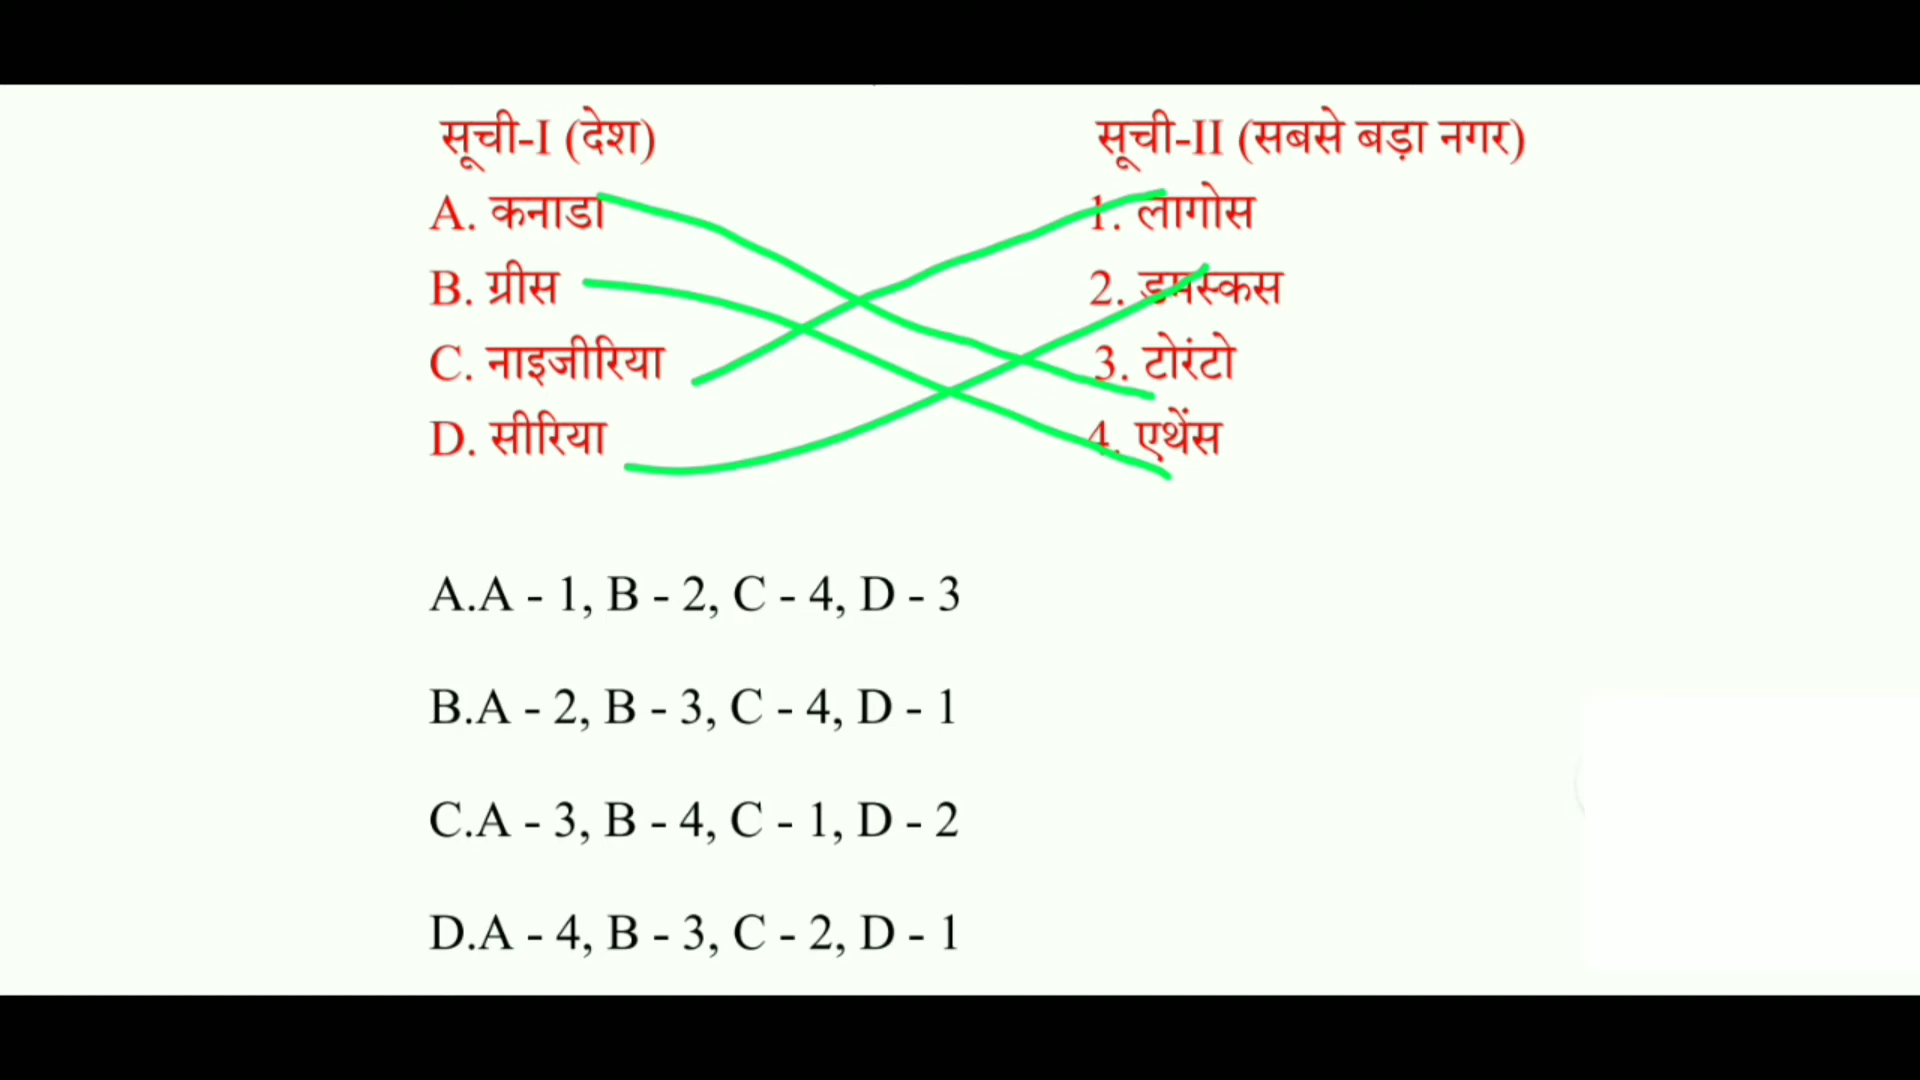 सूची-I (देश) सूची-II (सबसे बड़ा नगर)
A. कनाडा 1. लागोस
B. ग्रीस 2. डमस्कस
C. नाइजीरिया 3. टोरंटो
D. सीरिया 4. एथेंस
A.A - 1, B - 2, C - 4, D - 3
B.A - 2, B - 3, C - 4, D - 1
C.A - 3, B - 4, C - 1, D - 2
D.A - 4, B - 3, C - 2, D - 1